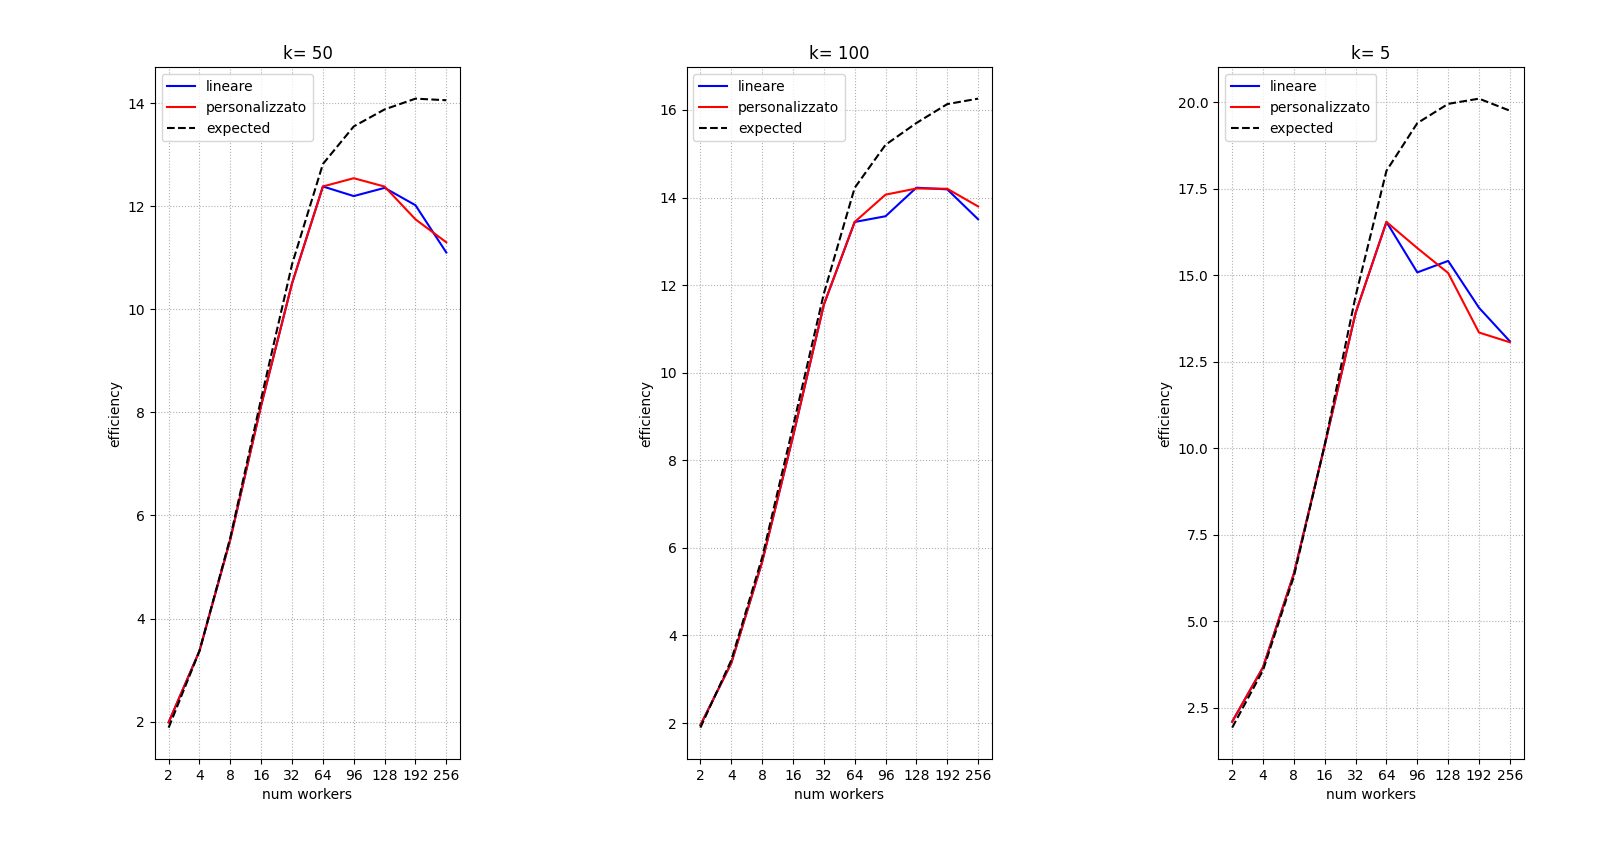 k= 50
lineare
personalizzato
expected
14
12
10
8
6
4
2
efficiency
2 4 8 16 32 64 96 128 192 256
num workers
k= 100
lineare
personalizzato
expected
16
14
12
10
8
6
4
2
efficiency
2 4 8 16 32 64 96 128 192 256
num workers
k= 5
lineare
personalizzato
expected
20.0
17.5
15.0
12.5
10.0
7.5
5.0
2.5
efficiency
2 4 8 16 32 64 96 128 192 256
num workers